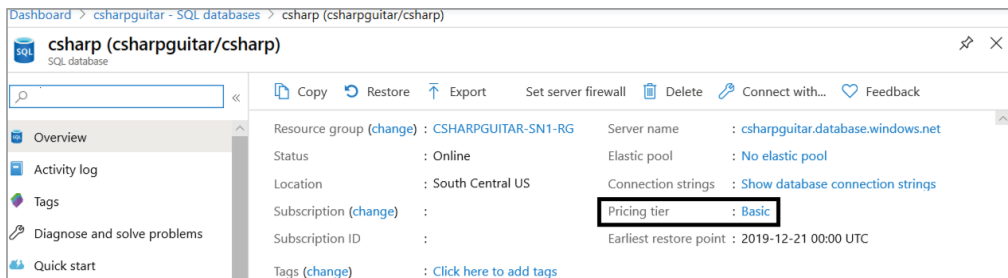 Dashboard > csharpguitar - SQL databases > csharp (csharpguitar/csharp)
SQL
csharp (csharpguitar/csharp)
SQL database
«
Copy Restore Export Set server firewall Delete Connect with... Feedback
SQL Overview
Activity log
Tags
Diagnose and solve problems
Quick start
Resource group (change) : CSHARPGUITAR-SN1-RG
Status : Online
Location : South Central US
Subscription (change) :
Subscription ID :
Tags (change) : Click here to add tags
Server name : csharpguitar.database.windows.net
Elastic pool : No elastic pool
Connection strings : Show database connection strings
Pricing tier : Basic
Earliest restore point : 2019-12-21 00:00 UTC